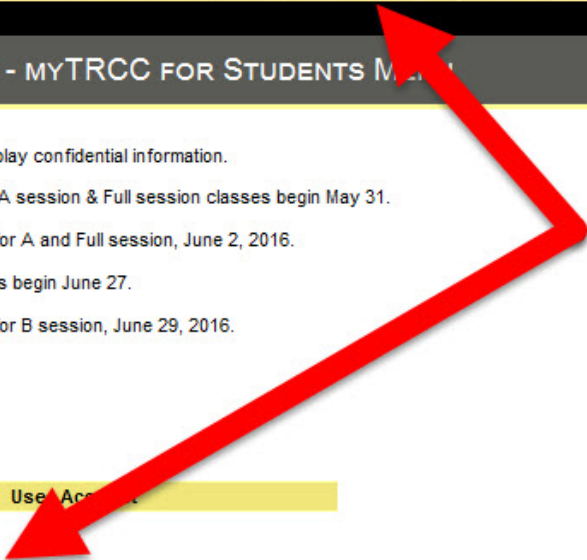 - MYTRCC FOR STUDENTS
play confidential information.
A session & Full session classes begin May 31.
or A and Full session, June 2, 2016.
s begin June 27.
or B session, June 29, 2016.